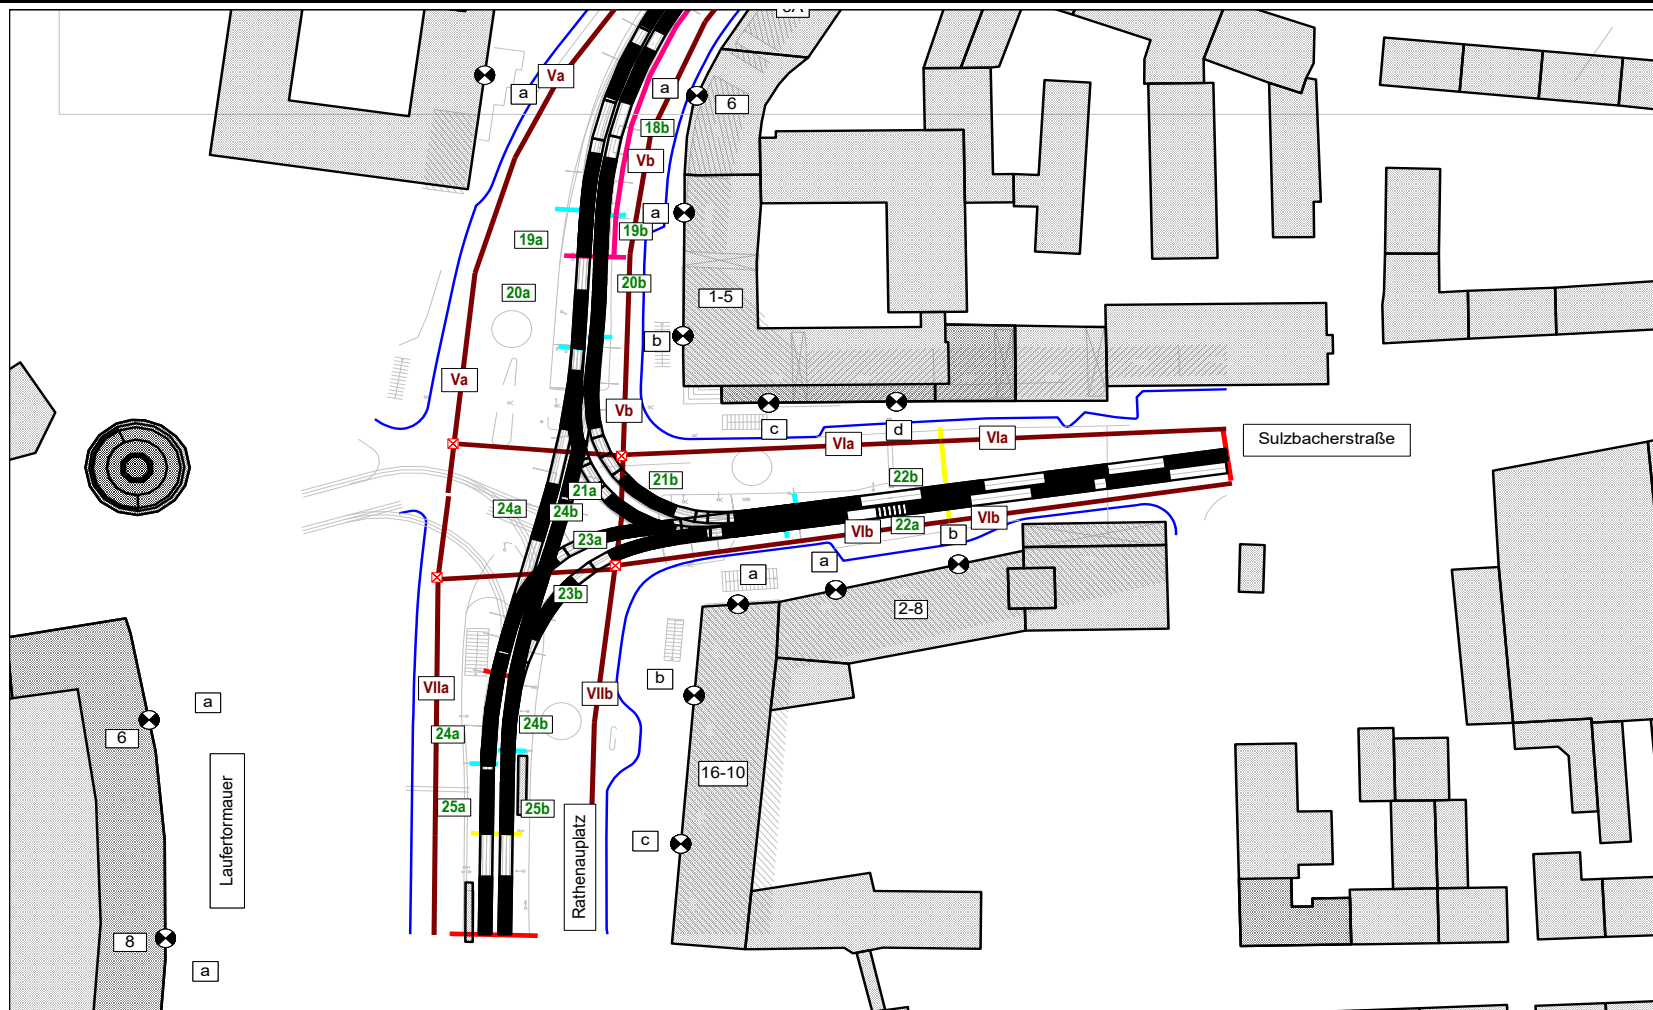 Va
a
a
6
18b
Vb
a
19a
19b
20a
20b
1-5
b
Va
Vb
c
d
VIa
VIa
Sulzbacherstraße
21a
21b
22b
24a
24b
23a
VIb
22a
VIb
b
a
a
23b
2-8
VIIa
VIIb
b
a
6
24a
24b
16-10
25a
25b
Laufertormauer
Rathenauplatz
c
8
a